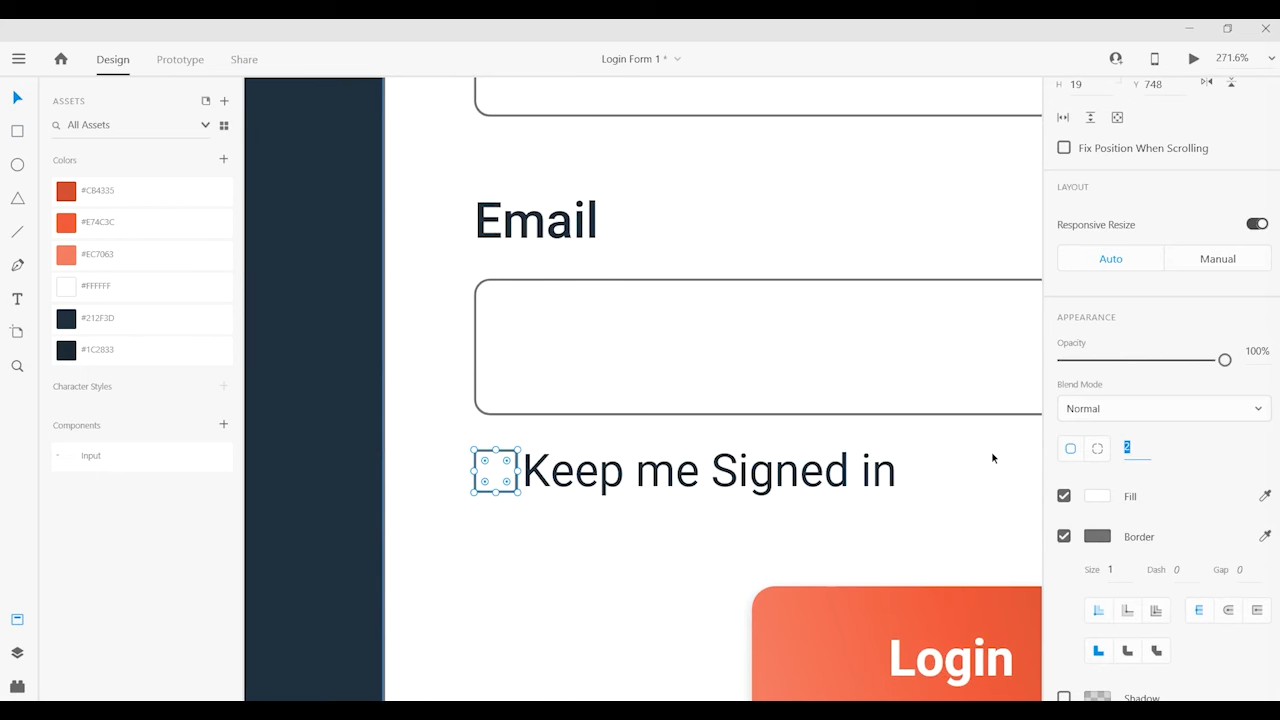 Design
Prototype
Share
Login Form 1 *
271.6%
ASSETS
All Assets
Colors
#CB4335
#E74C3C
#EC7063
#FFFFFF
#212F3D
#1C2833
Character Styles
Components
Input
Email
Keep me Signed in
Login
H 19
Y 748
Fix Position When Scrolling
LAYOUT
Responsive Resize
Auto
Manual
APPEARANCE
Opacity
100%
Blend Mode
Normal
2
Fill
Border
Size 1
Dash 0
Gap 0
Shadow